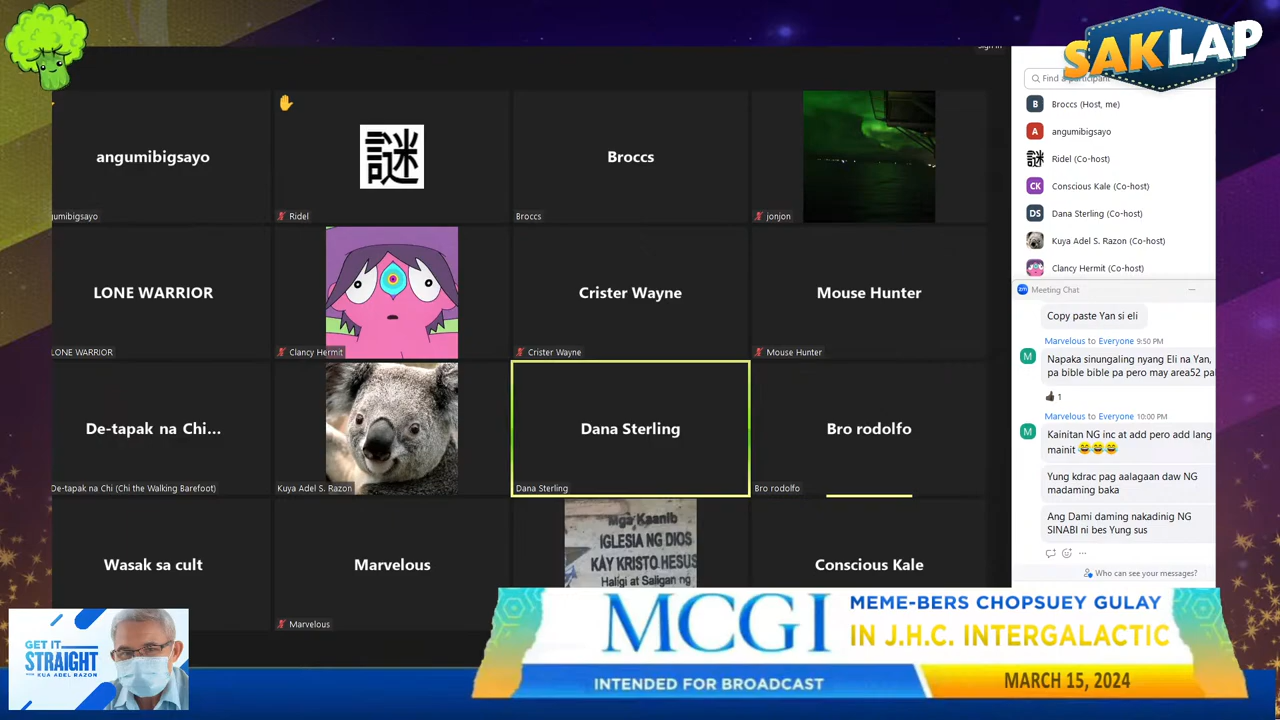 SAKLAP
Find a participant
angumibigsayo
gumibigsayo
謎
Ridel
Broccs
Broccs
jonjon
LONE WARRIOR
LONE WARRIOR
Clancy Hermit
Crister Wayne
Crister Wayne
Mouse Hunter
Mouse Hunter
De-tapak na Chi...
De-tapak na Chi (Chi the Walking Barefoot)
Kuya Adel S. Razon
Dana Sterling
Dana Sterling
Bro rodolfo
Bro rodolfo
Wasak sa cult
Marvelous
Marvelous
Mga Kaanib
IGLESIA NG DIOS
KAY KRISTO HESUS
Haligi at Saligan ng
Conscious Kale
B Broccs (Host, me)
A angumibigsayo
謎 Ridel (Co-host)
CK Conscious Kale (Co-host)
DS Dana Sterling (Co-host)
Kuya Adel S. Razon (Co-host)
Clancy Hermit (Co-host)
zm Meeting Chat
Copy paste Yan si eli
Marvelous to Everyone 9:50 PM
M
Napaka sinungaling nyang Eli na Yan,
pa bible bible pa pero may area52 pa
1
Marvelous to Everyone 10:00 PM
M
Kainitan NG inc at add pero add lang
mainit 😂😂😂
Yung kdrac pag aalagaan daw NG
madaming baka
Ang Dami daming nakadinig NG
SINABI ni bes Yung sus
Who can see your messages?
GET IT
STRAIGHT
KUA ADEL RAZON
MCGI
MEME-BERS CHOPSUEY GULAY
IN J.H.C. INTERGALACTIC
INTENDED FOR BROADCAST
MARCH 15, 2024